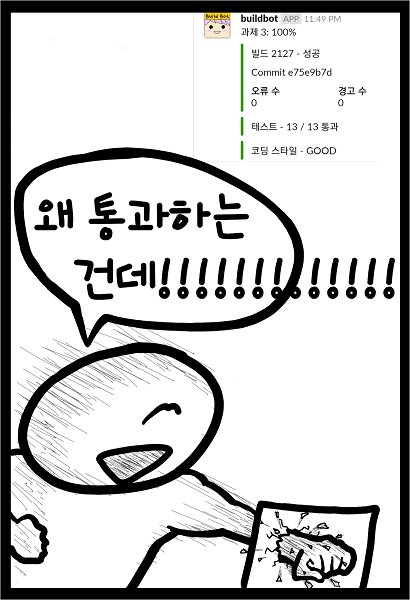 Build Bot
buildbot APP 11:49 PM
과제 3: 100%
빌드 2127 - 성공
Commit e75e9b7d
오류 수 경고 수
0 0
테스트 - 13 / 13 통과
코딩 스타일 - GOOD
왜 통과하는
건데!!!!!!!!!!!!!